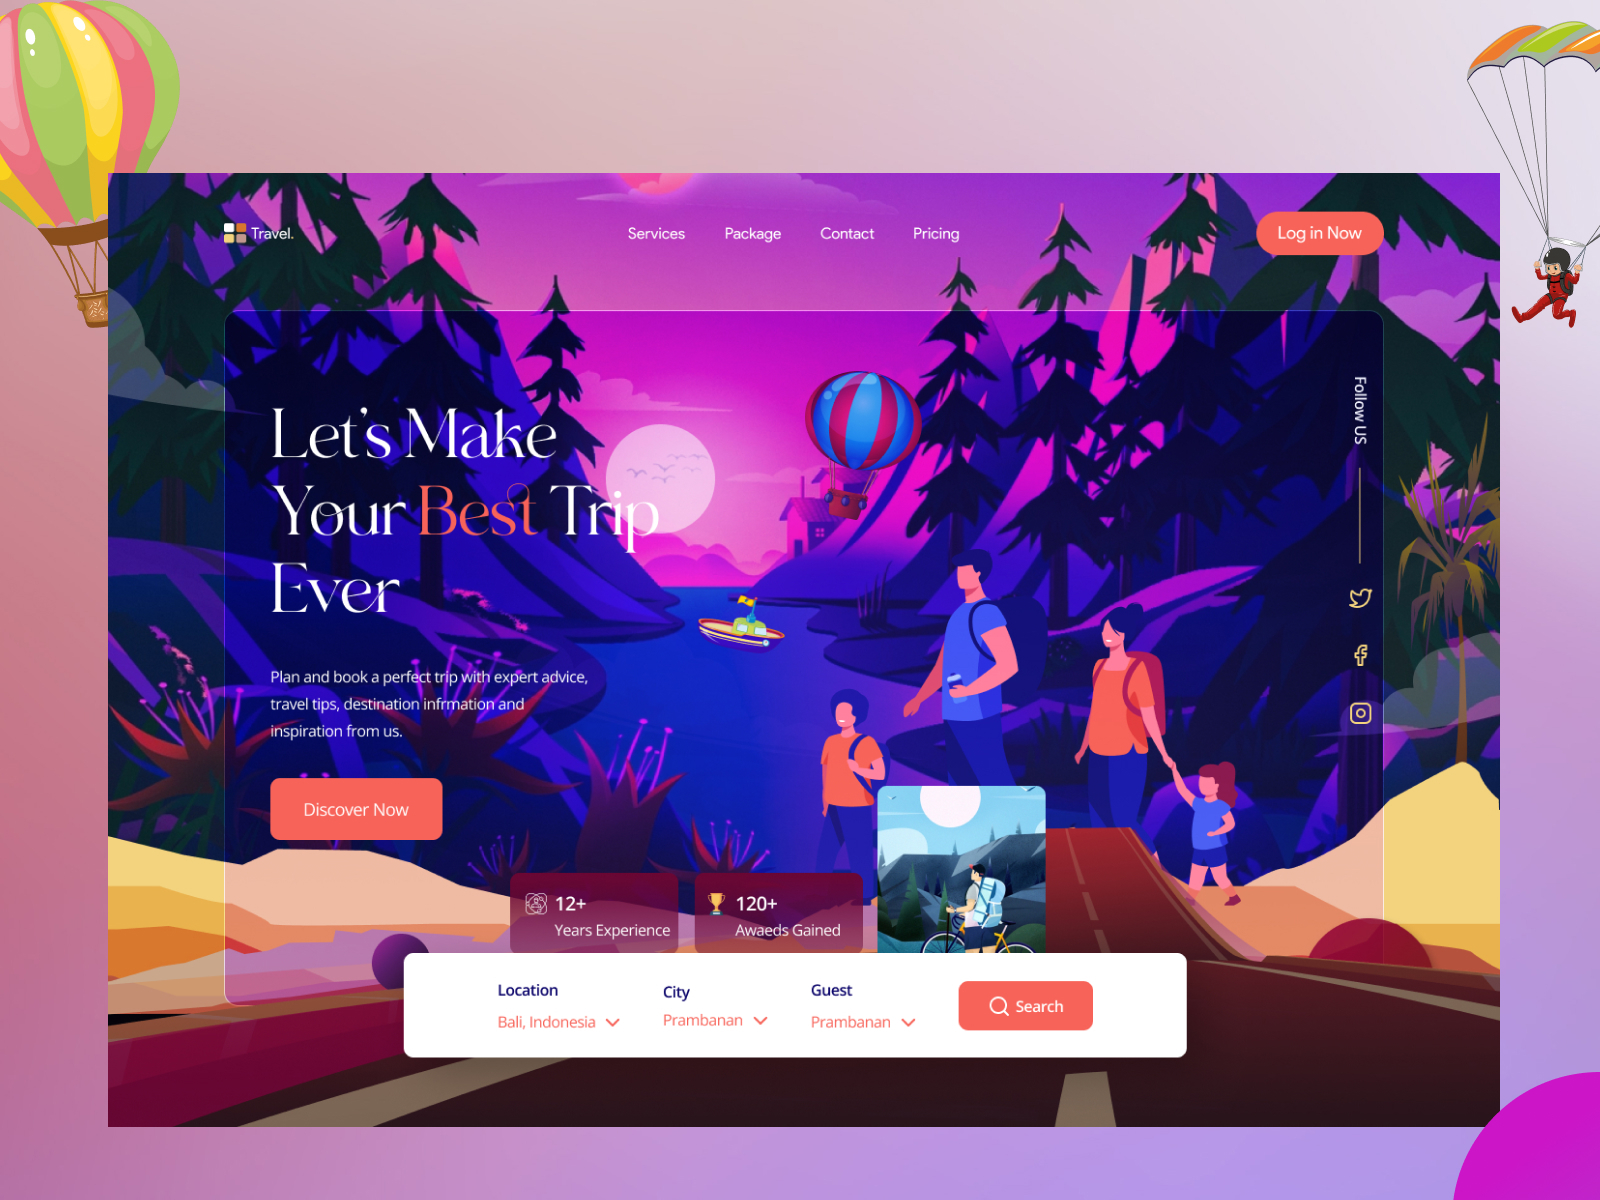 Travel.
Services
Package
Contact
Pricing
Log in Now
Follow US
Let's Make
Your Best Trip
Ever
Plan and book a perfect trip with expert advice,
travel tips, destination infrmation and
inspiration from us.
Discover Now
12+
Years Experience
120+
Awaeds Gained
Location
Bali, Indonesia
City
Prambanan
Guest
Prambanan
Search